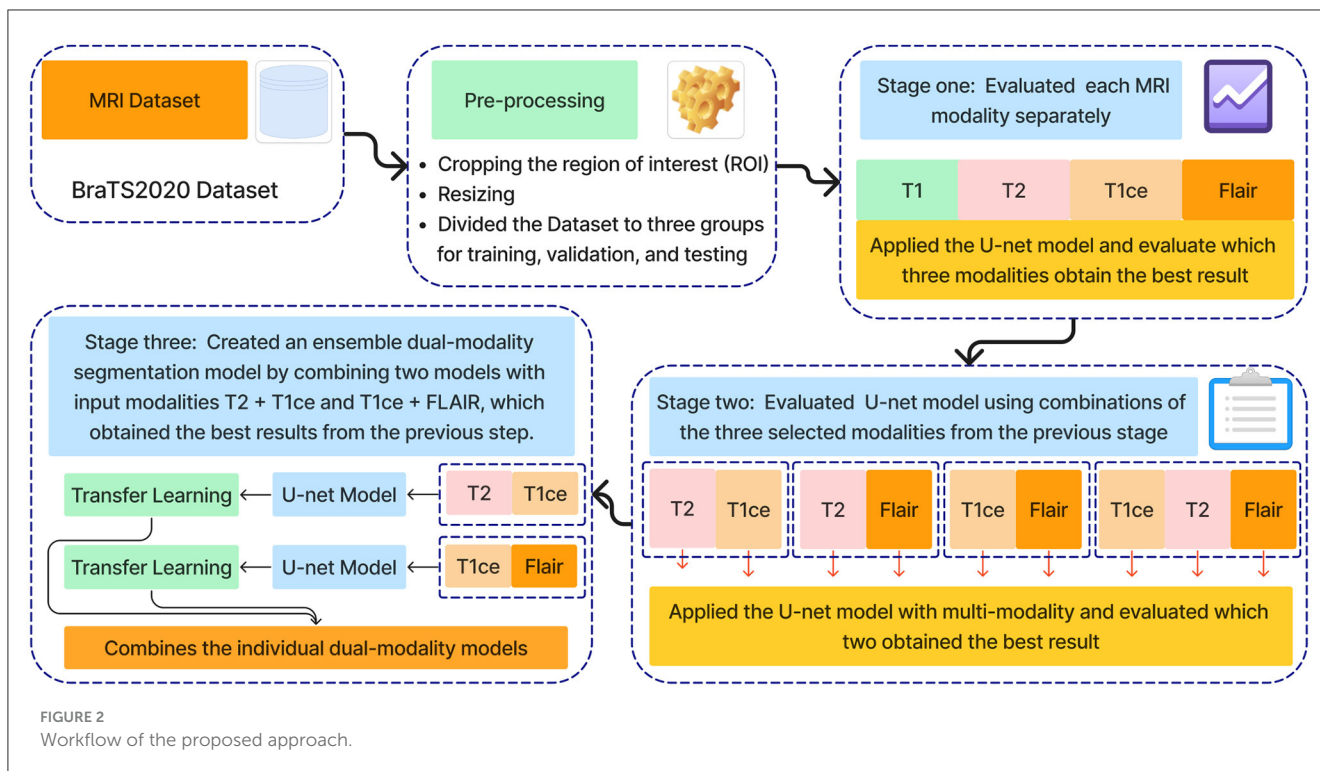 MRI Dataset
BraTS2020 Dataset
Pre-processing
• Cropping the region of interest (ROI)
• Resizing
• Divided the Dataset to three groups
for training, validation, and testing
Stage one: Evaluated each MRI
modality separately
T1 T2 T1ce Flair
Applied the U-net model and evaluate which
three modalities obtain the best result
Stage two: Evaluated U-net model using combinations of
the three selected modalities from the previous stage
T2 T1ce T2 Flair T1ce Flair T1ce T2 Flair
Applied the U-net model with multi-modality and evaluated which
two obtained the best result
Stage three: Created an ensemble dual-modality
segmentation model by combining two models with
input modalities T2 + T1ce and T1ce + FLAIR, which
obtained the best results from the previous step.
Transfer Learning U-net Model T2 T1ce
Transfer Learning U-net Model T1ce Flair
Combines the individual dual-modality models
FIGURE 2
Workflow of the proposed approach.